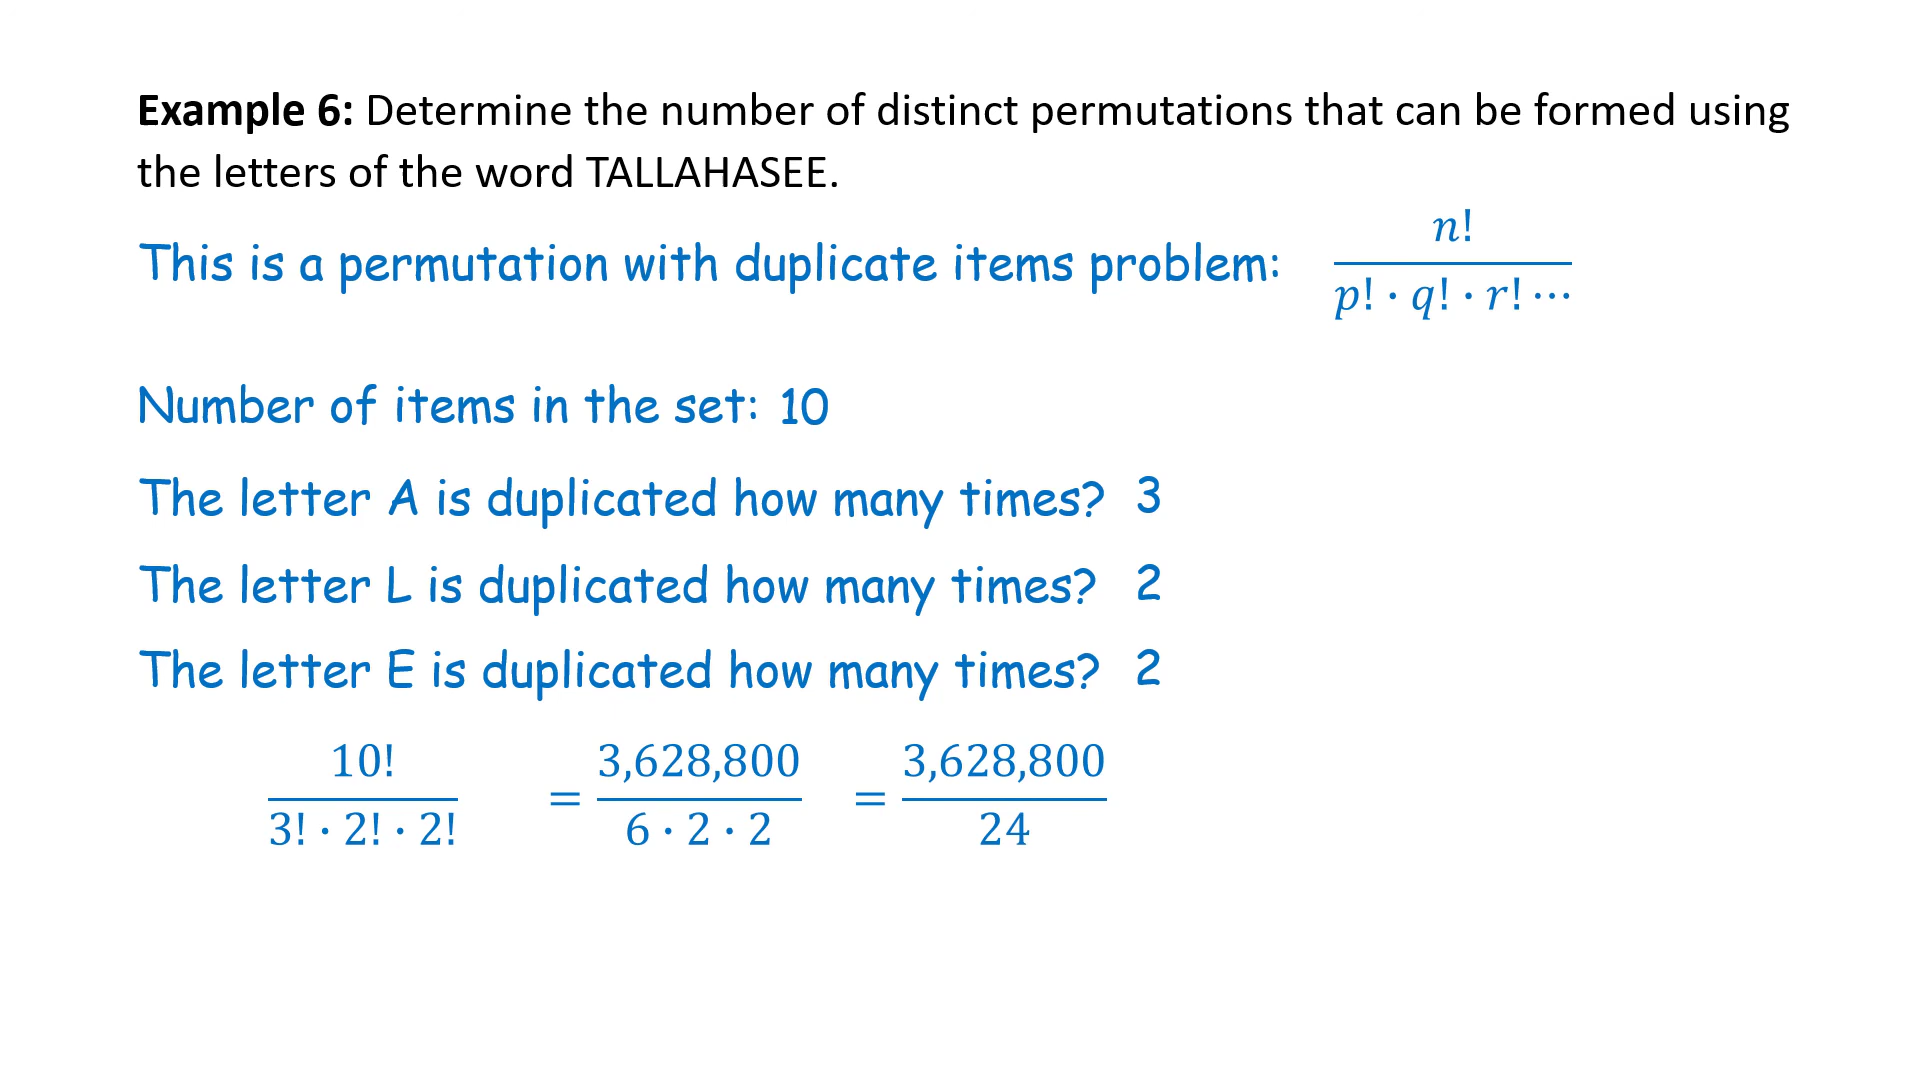 Example 6: Determine the number of distinct permutations that can be formed using
the letters of the word TALLAHASEE.
This is a permutation with duplicate items problem: n! / p! · q! · r! ⋯
Number of items in the set: 10
The letter A is duplicated how many times? 3
The letter L is duplicated how many times? 2
The letter E is duplicated how many times? 2
10! / 3! · 2! · 2! = 3,628,800 / 6 · 2 · 2 = 3,628,800 / 24